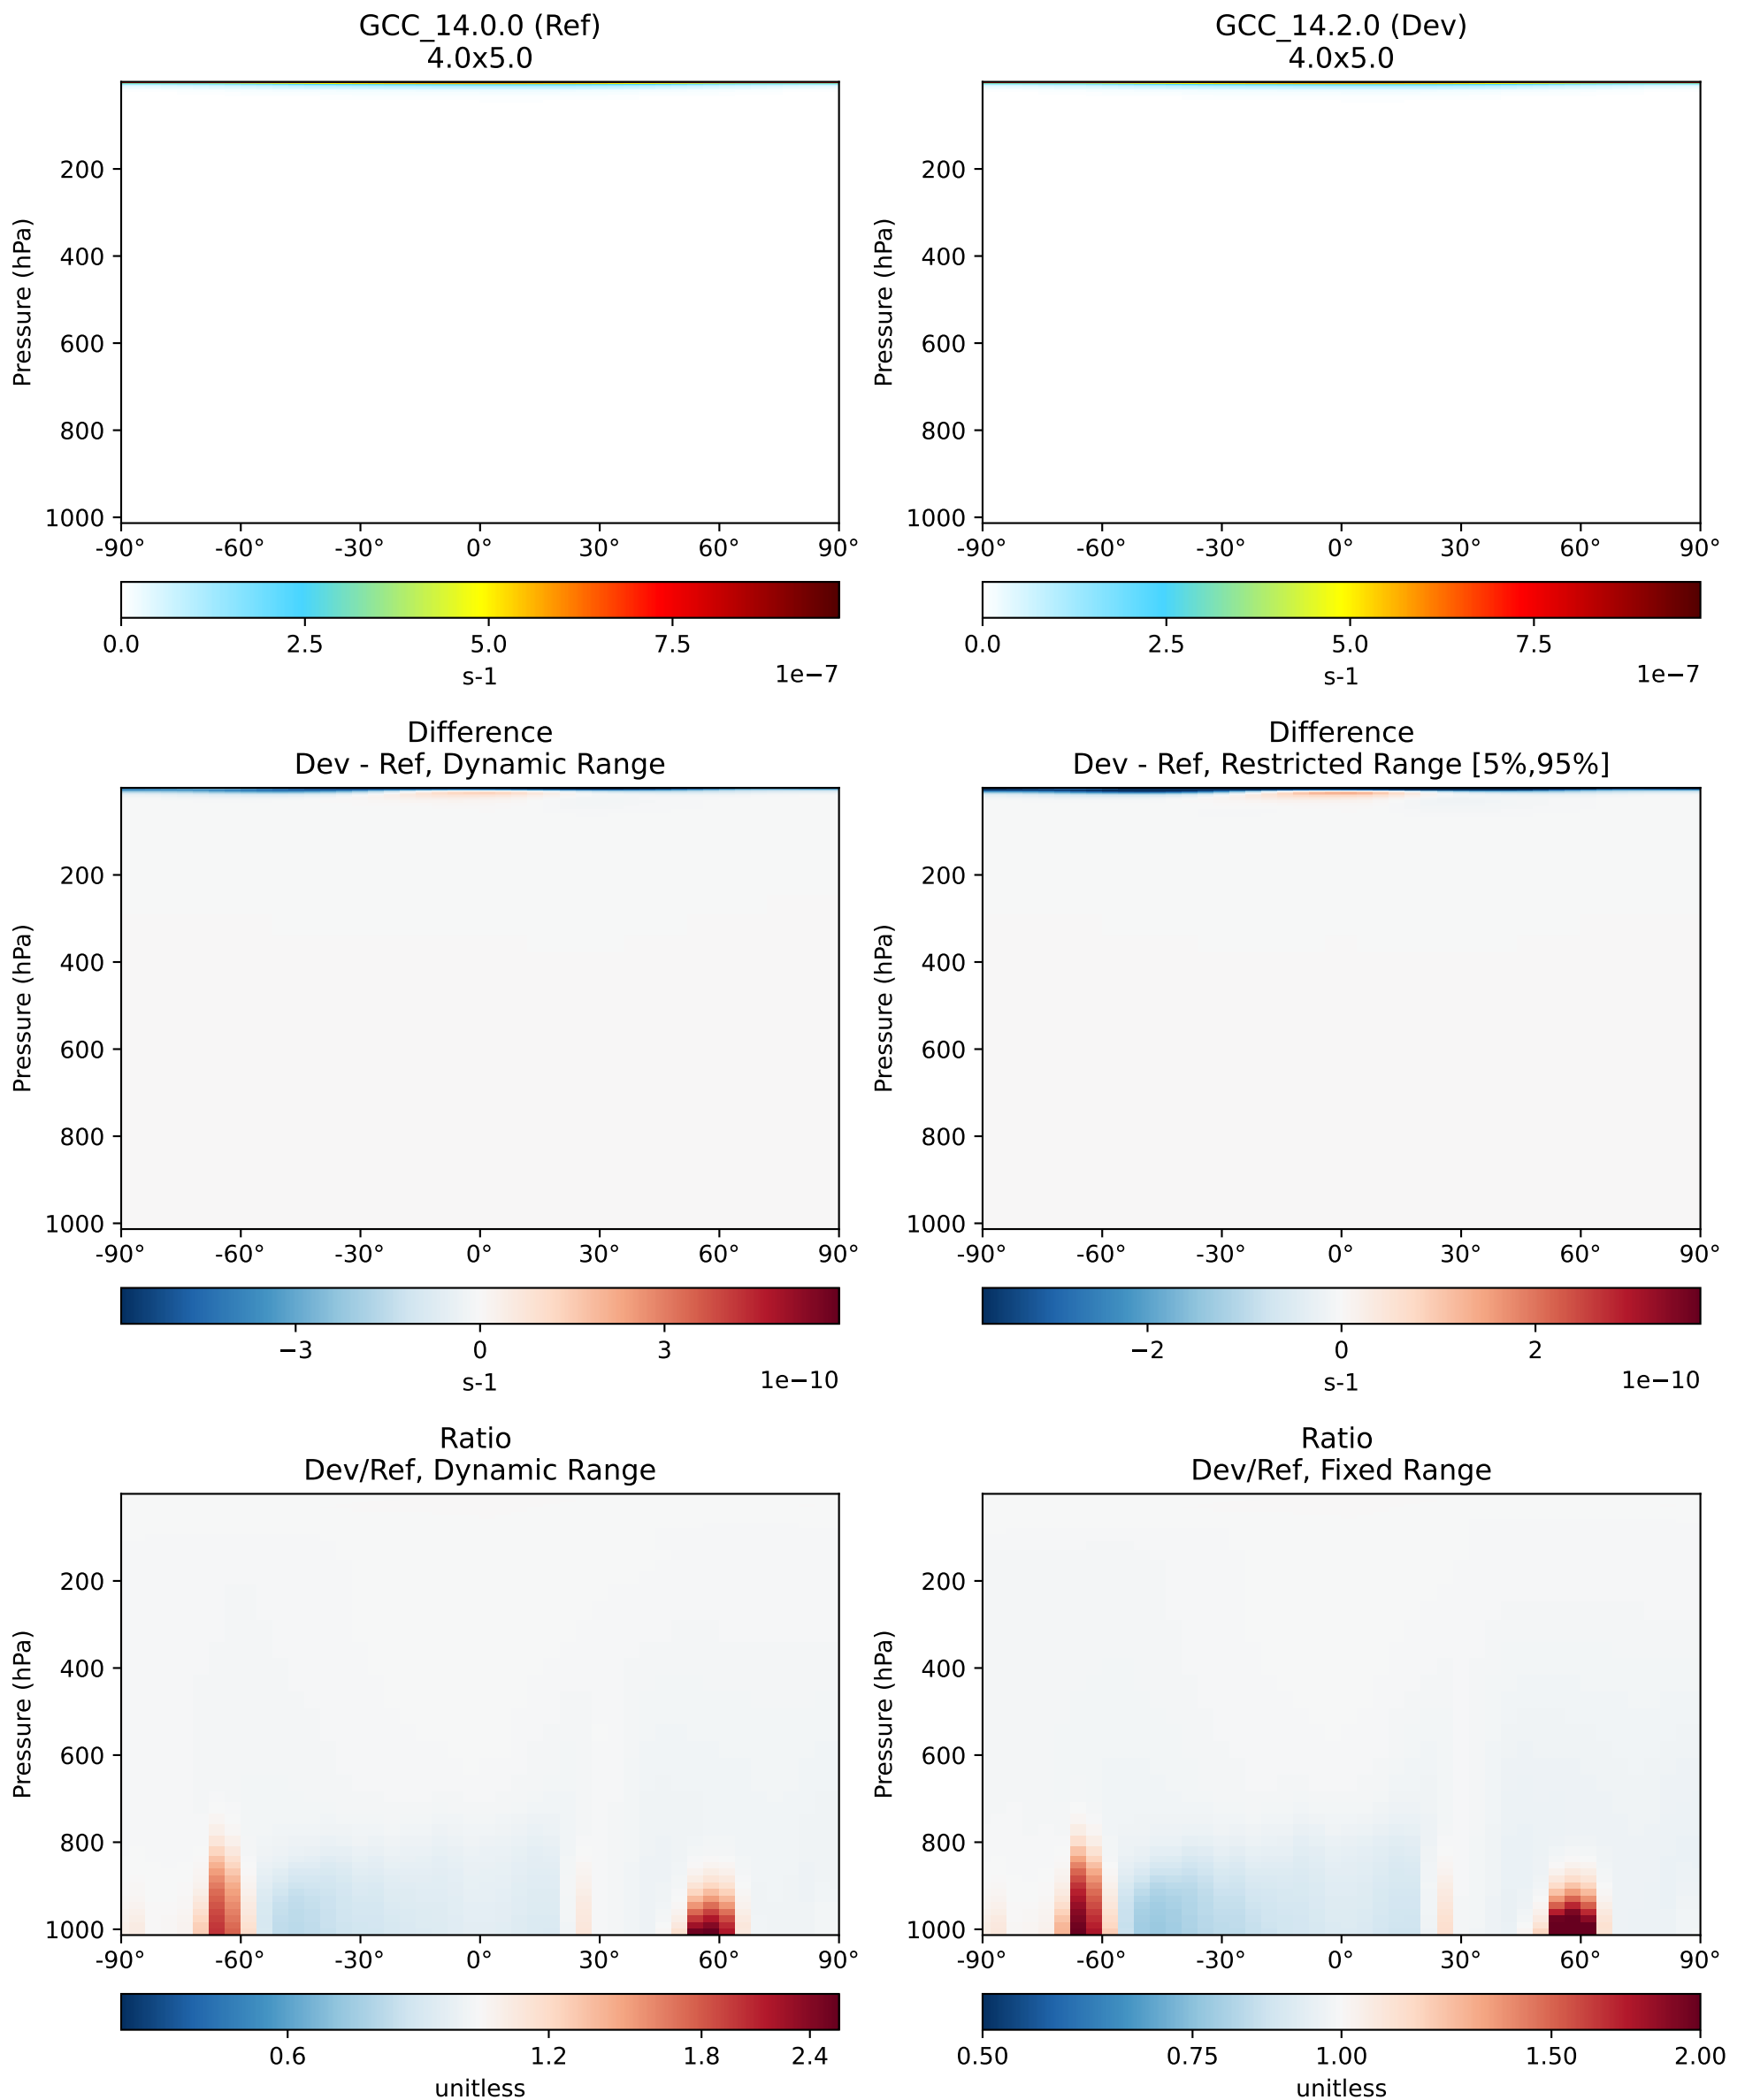 GCC_14.0.0 (Ref)
4.0x5.0
GCC_14.2.0 (Dev)
4.0x5.0
Pressure (hPa)
200
400
600
800
1000
-90° -60° -30° 0° 30° 60° 90°
0.0 2.5 5.0 7.5
s-1
1e−7
Pressure (hPa)
200
400
600
800
1000
-90° -60° -30° 0° 30° 60° 90°
0.0 2.5 5.0 7.5
s-1
1e−7
Difference
Dev - Ref, Dynamic Range
Pressure (hPa)
200
400
600
800
1000
-90° -60° -30° 0° 30° 60° 90°
−3 0 3
s-1
1e−10
Difference
Dev - Ref, Restricted Range [5%,95%]
Pressure (hPa)
200
400
600
800
1000
-90° -60° -30° 0° 30° 60° 90°
−2 0 2
s-1
1e−10
Ratio
Dev/Ref, Dynamic Range
Pressure (hPa)
200
400
600
800
1000
-90° -60° -30° 0° 30° 60° 90°
0.6 1.2 1.8 2.4
unitless
Ratio
Dev/Ref, Fixed Range
Pressure (hPa)
200
400
600
800
1000
-90° -60° -30° 0° 30° 60° 90°
0.50 0.75 1.00 1.50 2.00
unitless